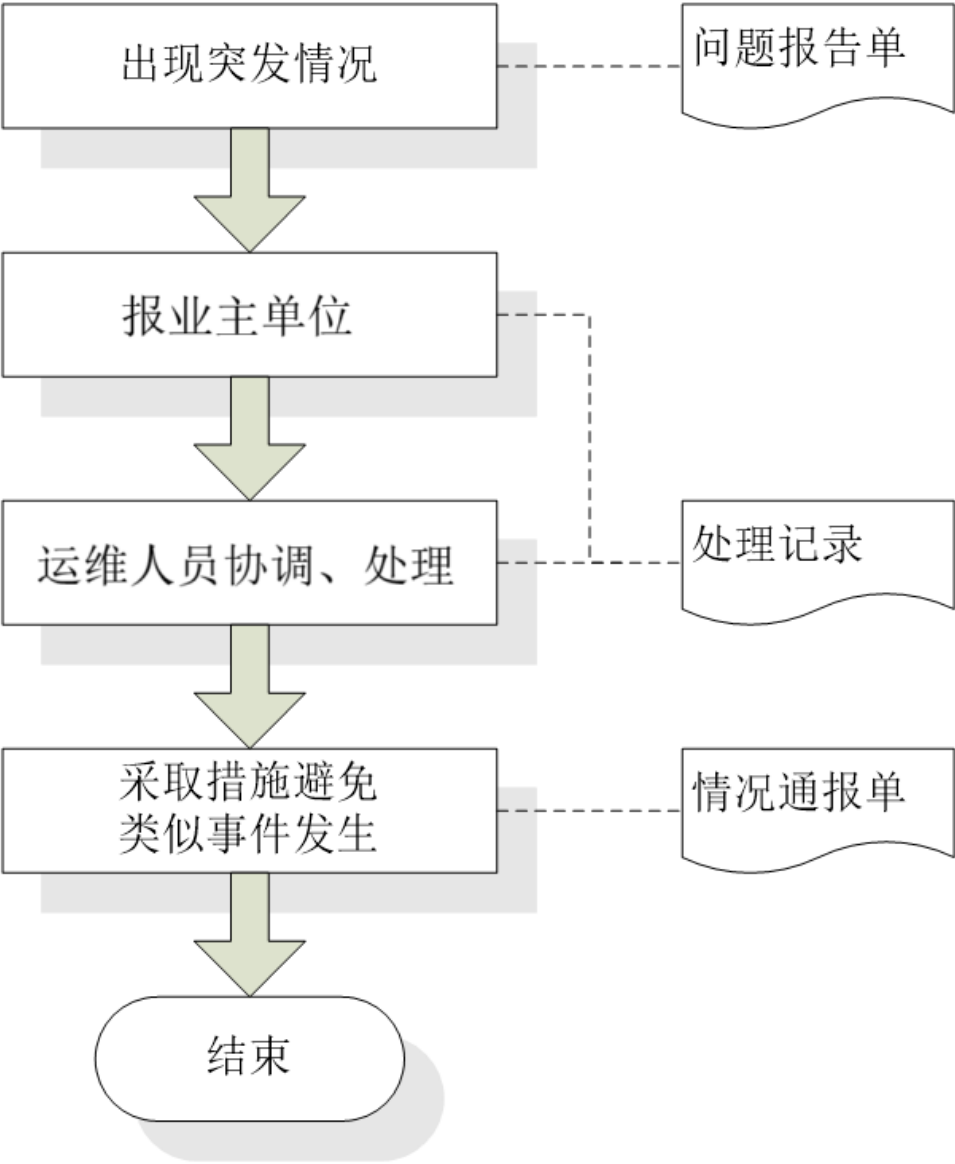 出现突发情况
问题报告单
报业主单位
运维人员协调、处理
处理记录
采取措施避免
类似事件发生
情况通报单
结束